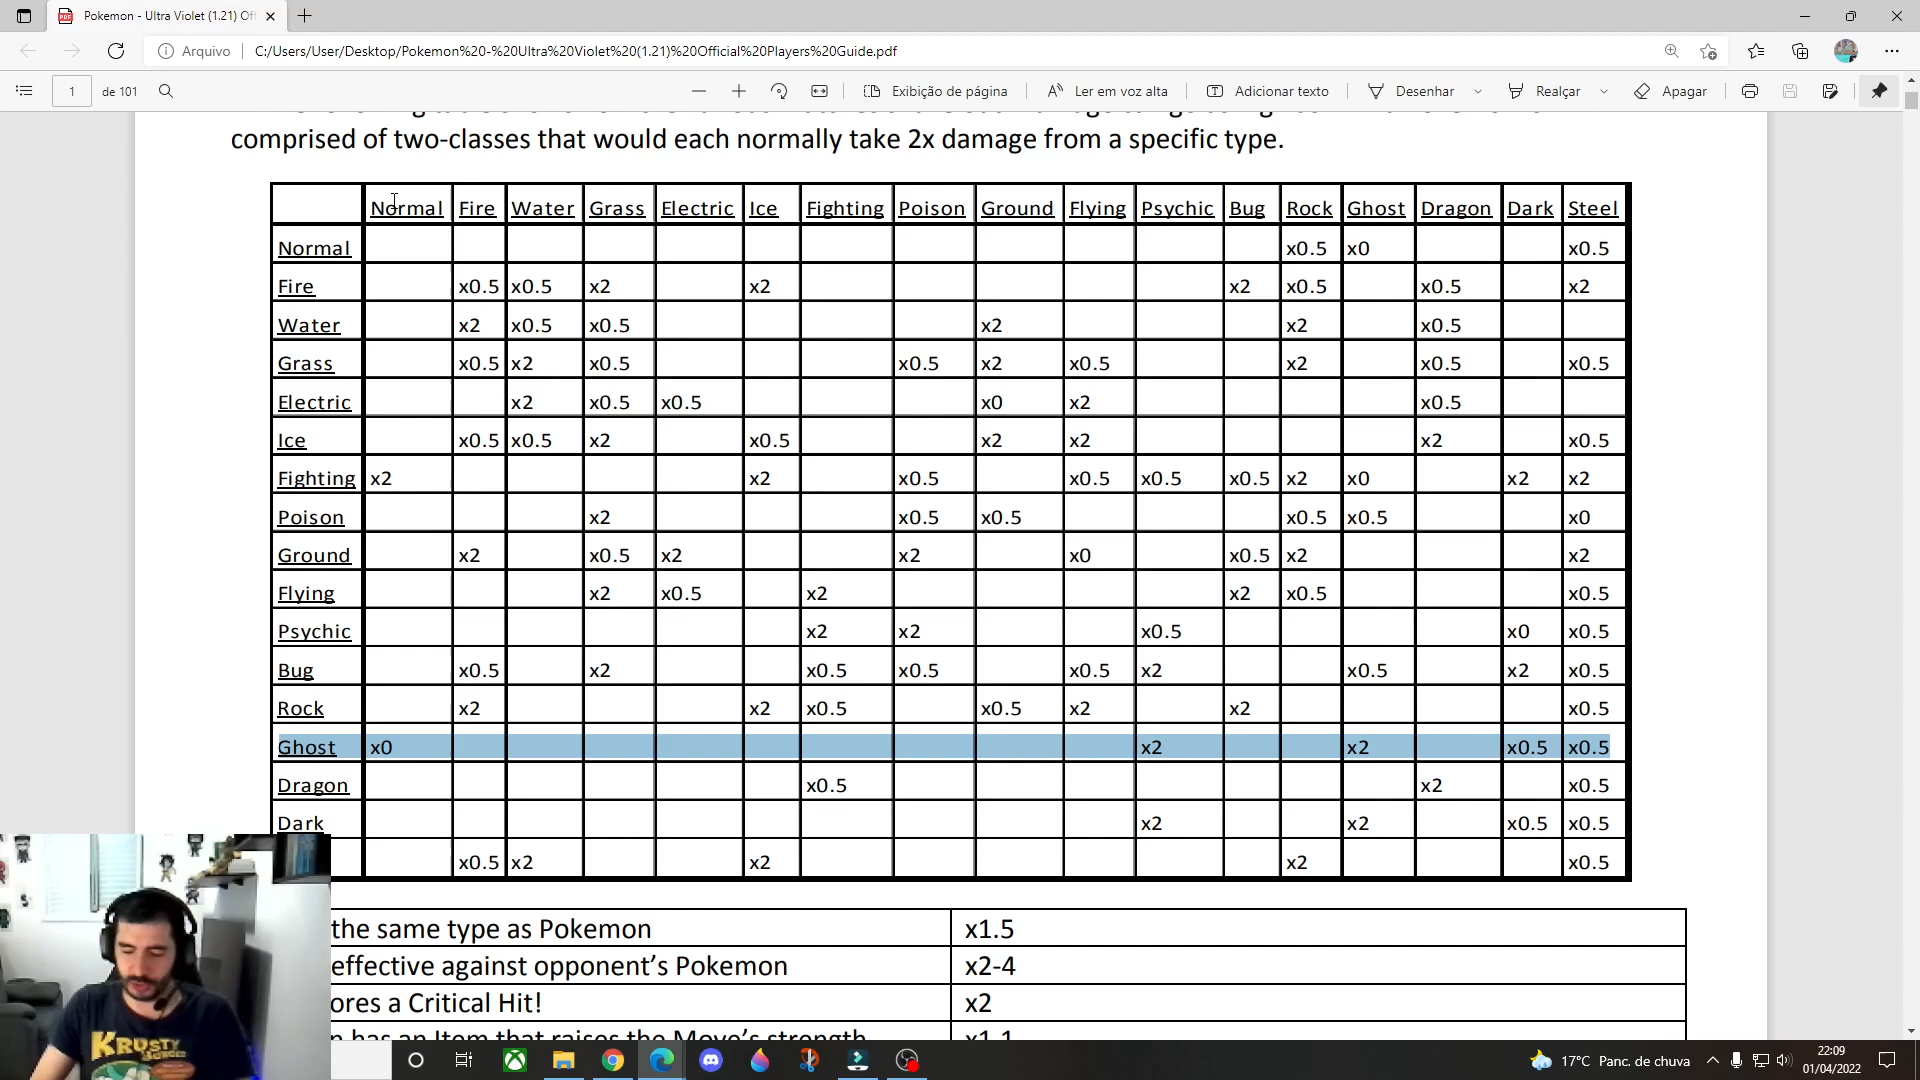 Pokemon - Ultra Violet (1.21) Off
Arquivo C:/Users/User/Desktop/Pokemon%20-%20Ultra%20Violet%20(1.21)%20Official%20Players%20Guide.pdf
1 de 101 Exibição de página Ler em voz alta Adicionar texto Desenhar Realçar Apagar
comprised of two-classes that would each normally take 2x damage from a specific type.
Normal Fire Water Grass Electric Ice Fighting Poison Ground Flying Psychic Bug Rock Ghost Dragon Dark Steel
Normal x0.5 x0 x0.5
Fire x0.5 x0.5 x2 x2 x2 x0.5 x0.5 x2
Water x2 x0.5 x0.5 x2 x2 x0.5
Grass x0.5 x2 x0.5 x0.5 x2 x0.5 x2 x0.5 x0.5
Electric x2 x0.5 x0.5 x0 x2 x0.5
Ice x0.5 x0.5 x2 x0.5 x2 x2 x2 x0.5
Fighting x2 x2 x0.5 x0.5 x0.5 x0.5 x2 x0 x2 x2
Poison x2 x0.5 x0.5 x0.5 x0.5 x0
Ground x2 x0.5 x2 x2 x0 x0.5 x2 x2
Flying x2 x0.5 x2 x2 x0.5 x0.5
Psychic x2 x2 x0.5 x0 x0.5
Bug x0.5 x2 x0.5 x0.5 x0.5 x2 x0.5 x2 x0.5
Rock x2 x2 x0.5 x0.5 x2 x2 x0.5
Ghost x0 x2 x2 x0.5 x0.5
Dragon x0.5 x2 x0.5
Dark x2 x2 x0.5 x0.5
x0.5 x2 x2 x2 x0.5
the same type as Pokemon x1.5
effective against opponent's Pokemon x2-4
ores a Critical Hit! x2
has an Item that raises the Move's strength x1.1
KRUSTY
17°C Panc. de chuva
22:09
01/04/2022